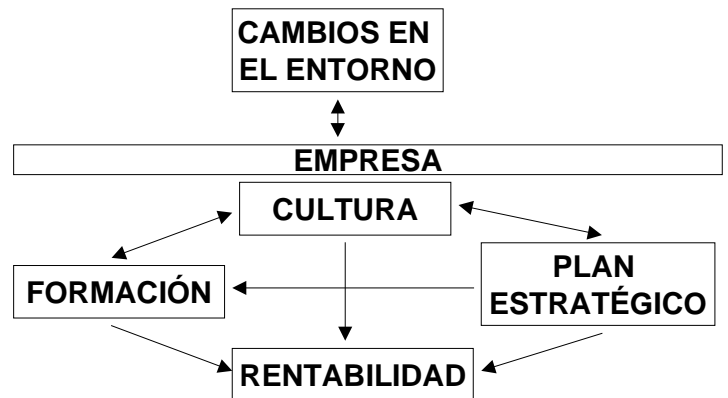 CAMBIOS EN
EL ENTORNO
EMPRESA
CULTURA
FORMACIÓN
PLAN
ESTRATÉGICO
RENTABILIDAD